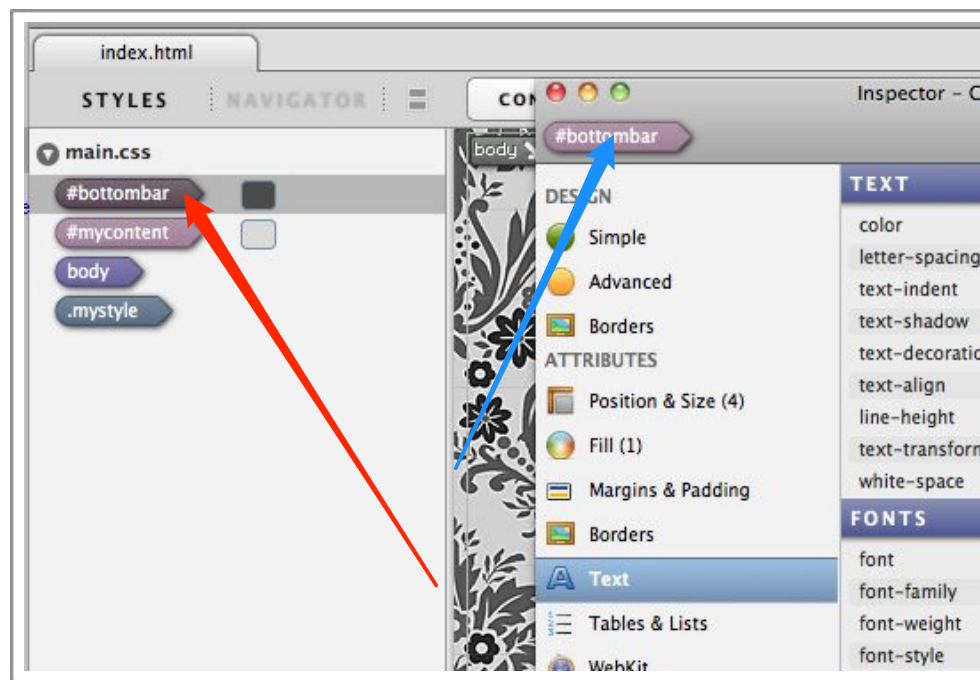 index.html
STYLES
NAVIGATOR
main.css
#bottombar
#mycontent
body
.mystyle
body
Inspector – C
#bottombar
DESIGN
Simple
Advanced
Borders
ATTRIBUTES
Position & Size (4)
Fill (1)
Margins & Padding
Borders
Text
Tables & Lists
WebKit
TEXT
color
letter-spacing
text-indent
text-shadow
text-decoratio
text-align
line-height
text-transform
white-space
FONTS
font
font-family
font-weight
font-style